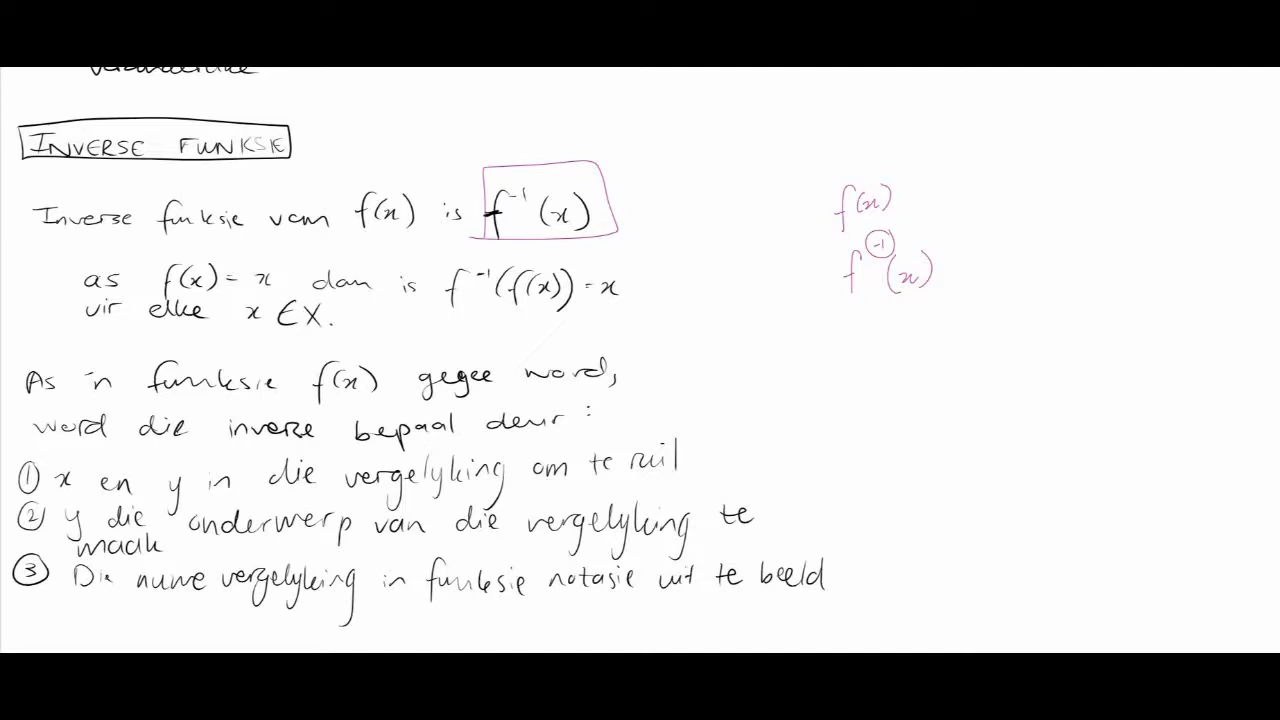 INVERSE FUNKSIE
Inverse funksie van f(x) is f⁻¹(x)
as f(x) = x dan is f⁻¹(f(x)) = x
vir elke x ∈ X.
As 'n funksie f(x) gegee word,
word die inverse bepaal deur :
① x en y in die vergelyking om te ruil
② y die onderwerp van die vergelyking te
maak
③ Die nuwe vergelyking in funksie notasie uit te beeld
f(x)
f⁻¹(x)